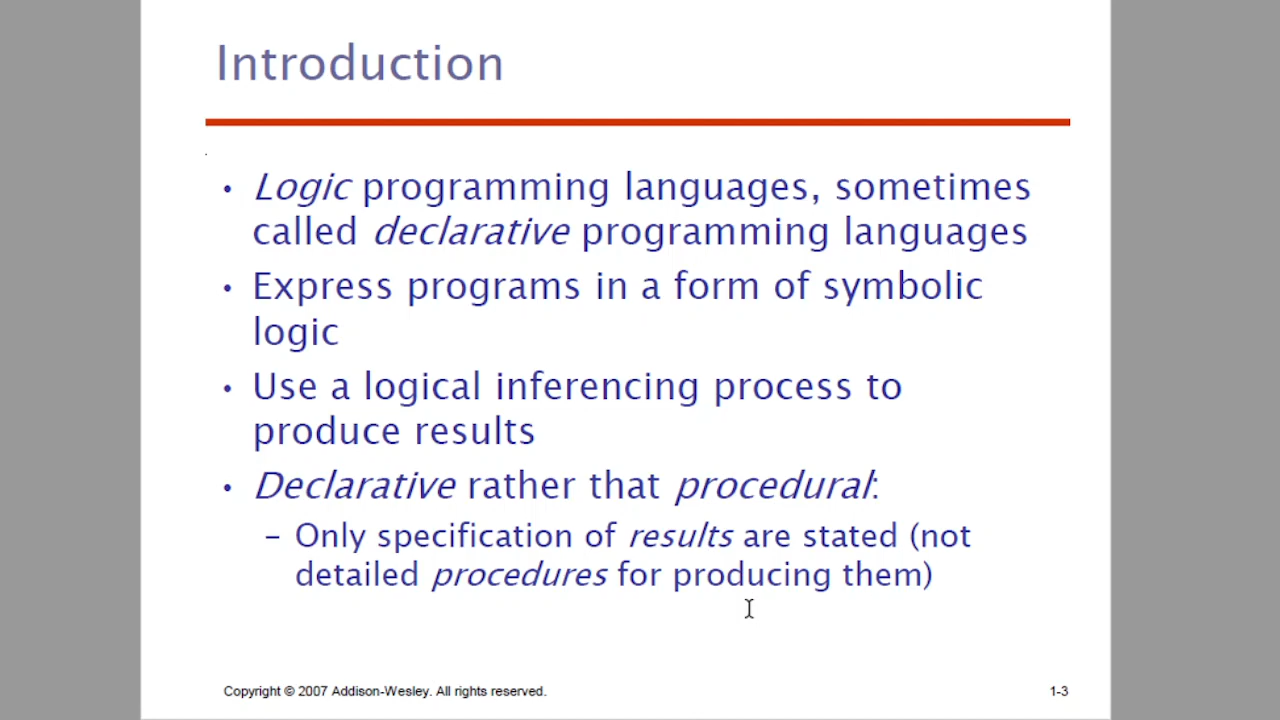 Introduction
• Logic programming languages, sometimes
called declarative programming languages
• Express programs in a form of symbolic
logic
• Use a logical inferencing process to
produce results
• Declarative rather that procedural:
– Only specification of results are stated (not
detailed procedures for producing them)
Copyright © 2007 Addison-Wesley. All rights reserved.
1-3